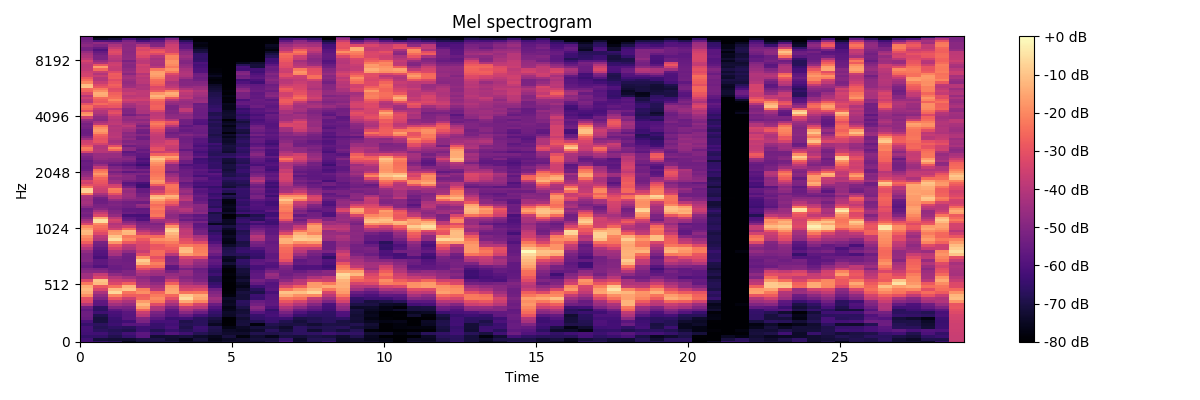 Mel spectrogram
8192
4096
2048
1024
512
0
Hz
0 5 10 15 20 25
Time
+0 dB
-10 dB
-20 dB
-30 dB
-40 dB
-50 dB
-60 dB
-70 dB
-80 dB